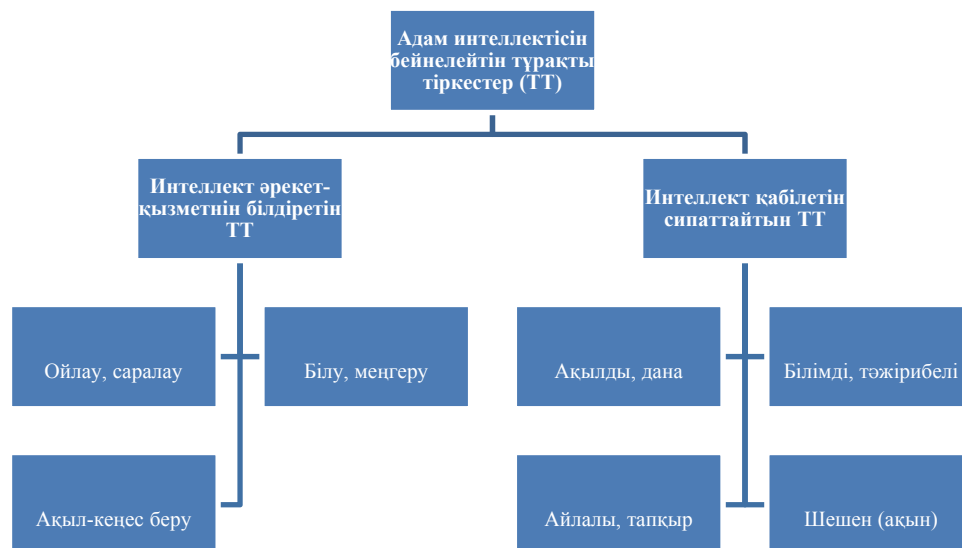 Адам интеллектісін
бейнелейтін тұрақты
тіркестер (ТТ)
Интеллект әрекет-
қызметнін білдіретін
ТТ
Интеллект қабілетін
сипаттайтын ТТ
Ойлау, саралау
Білу, меңгеру
Ақылды, дана
Білімді, тәжірибелі
Ақыл-кеңес беру
Айлалы, тапқыр
Шешен (ақын)